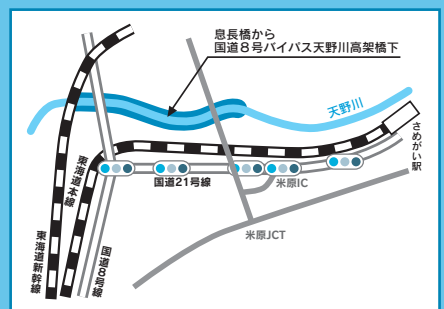 息長橋から
国道8号バイパス天野川高架橋下
天野川
さめがい駅
東海道本線
国道21号線
米原IC
米原JCT
東海道新幹線
国道8号線